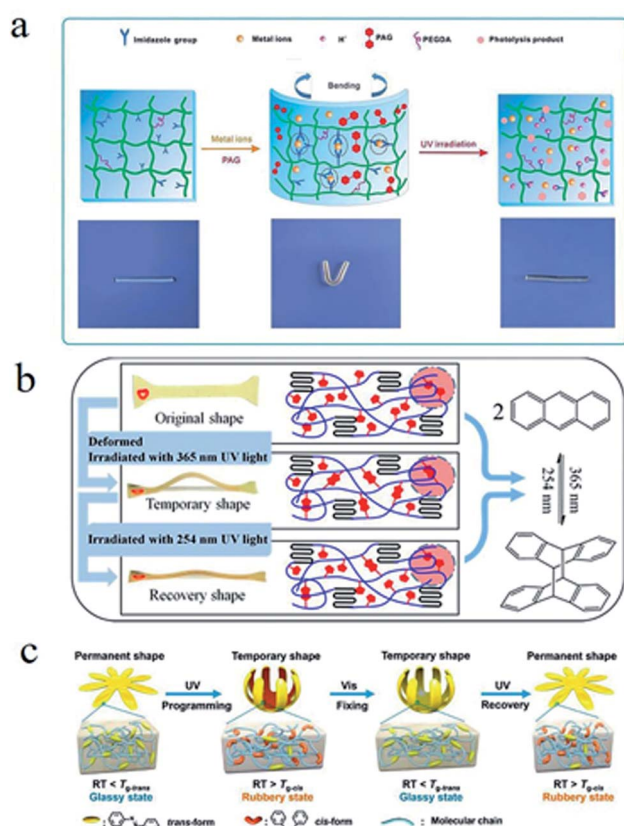 a
Imidazole group Metal ions H⁺ PAG PEGDA Photolysis product
Bending
Metal ions
PAG
UV irradiation
b
Original shape
Deformed
Irradiated with 365 nm UV light
Temporary shape
Irradiated with 254 nm UV light
Recovery shape
2
254 nm
365 nm
c
Permanent shape Temporary shape Temporary shape Permanent shape
UV Vis UV
Programming Fixing Recovery
RT < Tg-trans RT > Tg-cis RT < Tg-trans RT > Tg-cis
Glassy state Rubbery state Glassy state Rubbery state
: trans-form : cis-form : Molecular chain